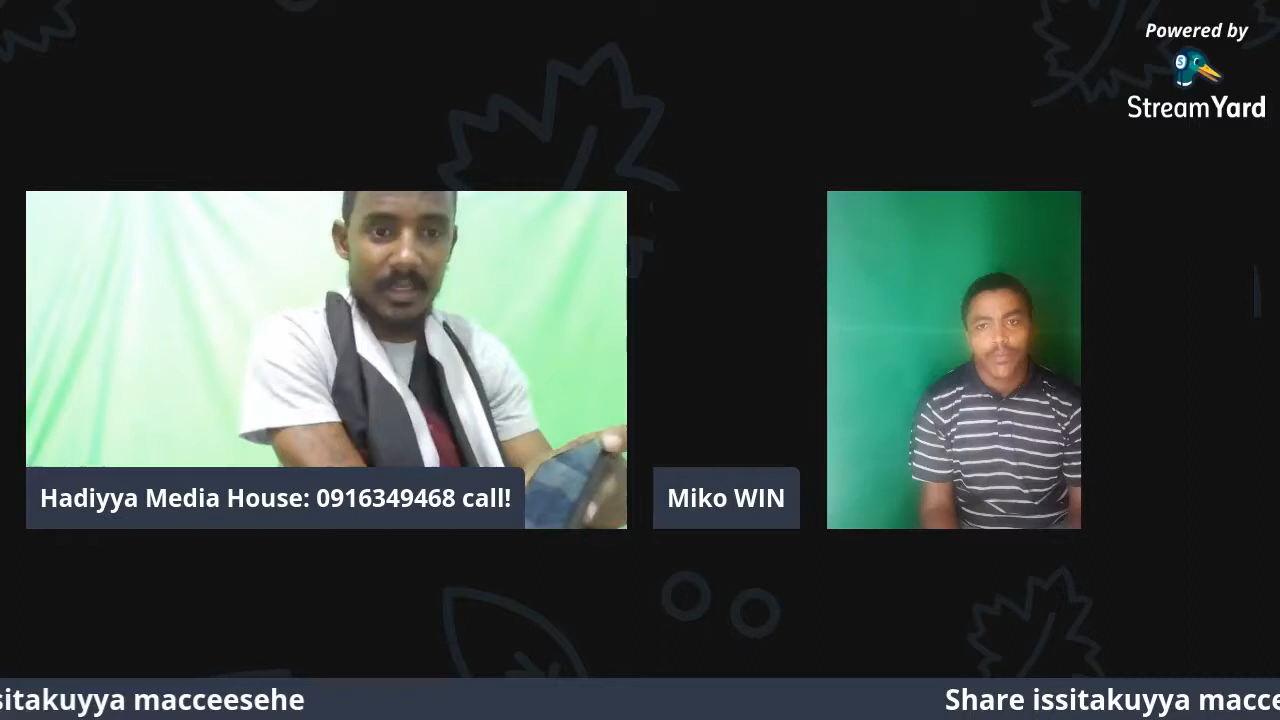 Powered by
StreamYard
Hadiyya Media House: 0916349468 call!
Miko WIN
sitakuyya macceesehe
Share issitakuyya macce